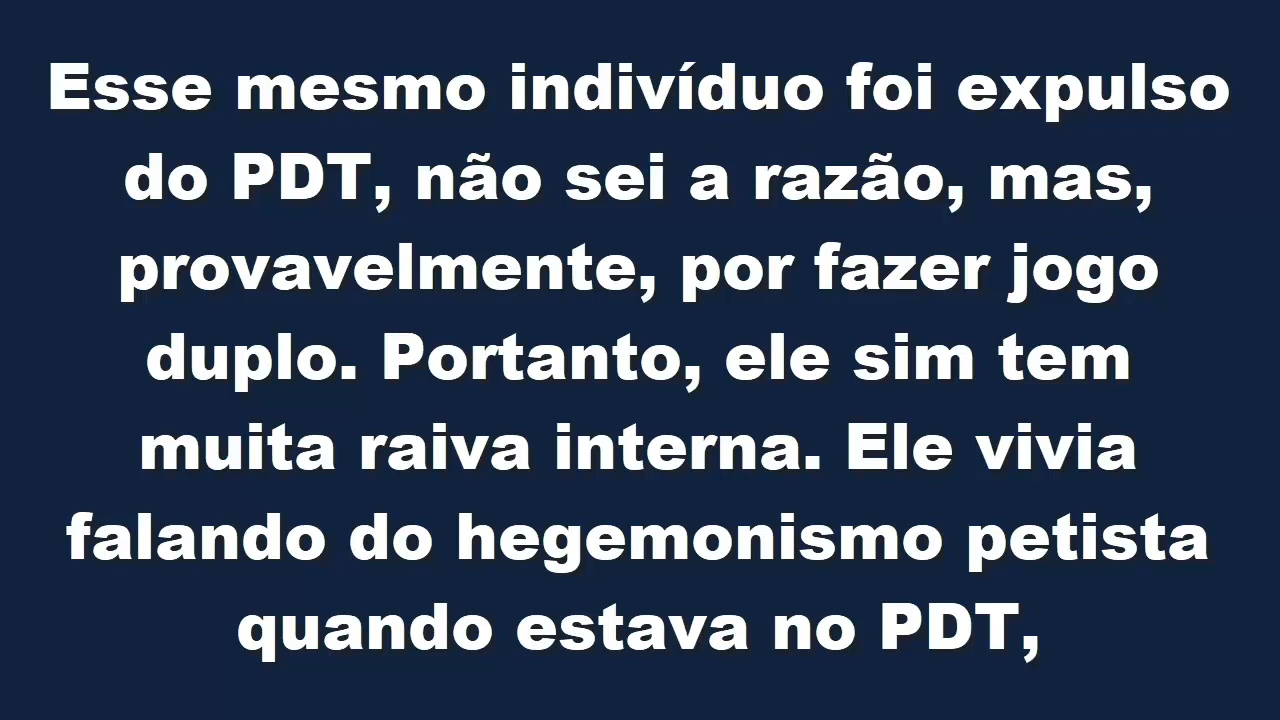 Esse mesmo indivíduo foi expulso
do PDT, não sei a razão, mas,
provavelmente, por fazer jogo
duplo. Portanto, ele sim tem
muita raiva interna. Ele vivia
falando do hegemonismo petista
quando estava no PDT,